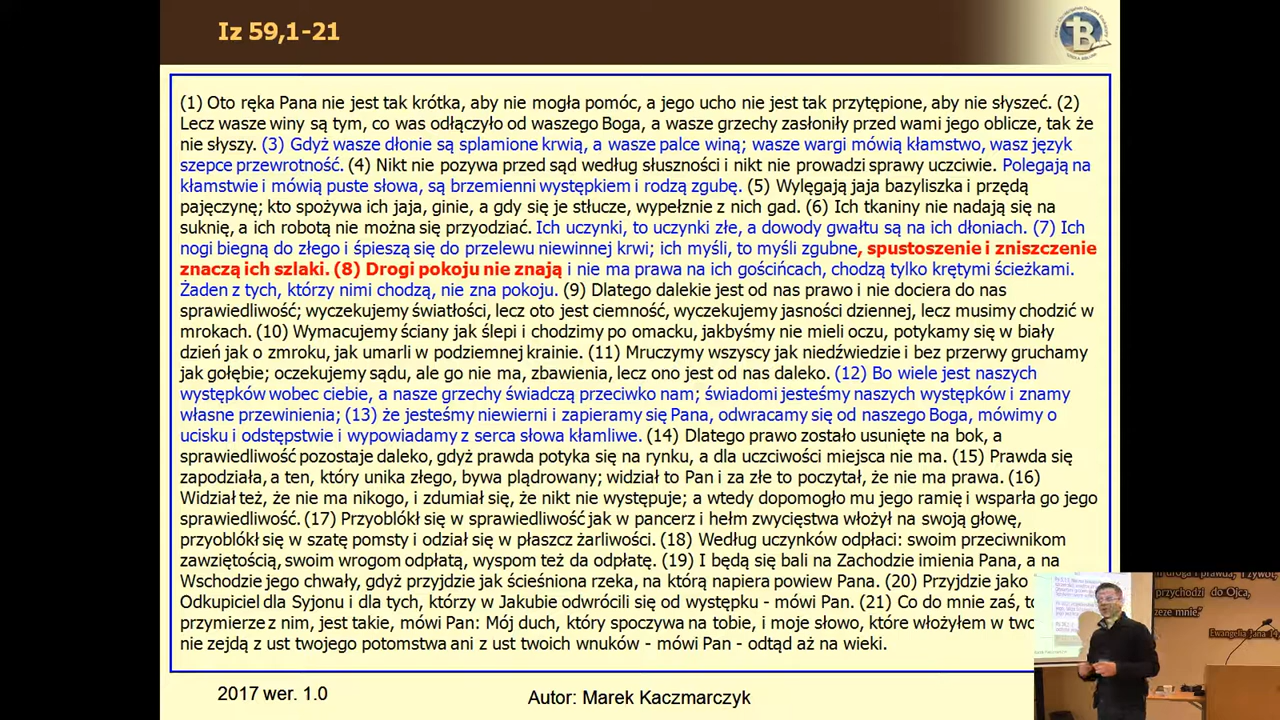 Iz 59,1-21
(1) Oto ręka Pana nie jest tak krótka, aby nie mogła pomóc, a jego ucho nie jest tak przytępione, aby nie słyszeć. (2)
Lecz wasze winy są tym, co was odłączyło od waszego Boga, a wasze grzechy zasłoniły przed wami jego oblicze, tak że
nie słyszy. (3) Gdyż wasze dłonie są splamione krwią, a wasze palce winą; wasze wargi mówią kłamstwo, wasz język
szepce przewrotność. (4) Nikt nie pozywa przed sąd według słuszności i nikt nie prowadzi sprawy uczciwie. Polegają na
kłamstwie i mówią puste słowa, są brzemienni występkiem i rodzą zgubę. (5) Wylęgają jaja bazyliszka i przędą
pajęczynę; kto spożywa ich jaja, ginie, a gdy się je stłucze, wypełznie z nich gad. (6) Ich tkaniny nie nadają się na
suknię, a ich robotą nie można się przyodziać. Ich uczynki, to uczynki złe, a dowody gwałtu są na ich dłoniach. (7) Ich
nogi biegną do złego i śpieszą się do przelewu niewinnej krwi; ich myśli, to myśli zgubne, spustoszenie i zniszczenie
znaczą ich szlaki. (8) Drogi pokoju nie znają i nie ma prawa na ich gościńcach, chodzą tylko krętymi ścieżkami.
Żaden z tych, którzy nimi chodzą, nie zna pokoju. (9) Dlatego dalekie jest od nas prawo i nie dociera do nas
sprawiedliwość; wyczekujemy światłości, lecz oto jest ciemność, wyczekujemy jasności dziennej, lecz musimy chodzić w
mrokach. (10) Wymacujemy ściany jak ślepi i chodzimy po omacku, jakbyśmy nie mieli oczu, potykamy się w biały
dzień jak o zmroku, jak umarli w podziemnej krainie. (11) Mruczymy wszyscy jak niedźwiedzie i bez przerwy gruchamy
jak gołębie; oczekujemy sądu, ale go nie ma, zbawienia, lecz ono jest od nas daleko. (12) Bo wiele jest naszych
występków wobec ciebie, a nasze grzechy świadczą przeciwko nam; świadomi jesteśmy naszych występków i znamy
własne przewinienia; (13) że jesteśmy niewierni i zapieramy się Pana, odwracamy się od naszego Boga, mówimy o
ucisku i odstępstwie i wypowiadamy z serca słowa kłamliwe. (14) Dlatego prawo zostało usunięte na bok, a
sprawiedliwość pozostaje daleko, gdyż prawda potyka się na rynku, a dla uczciwości miejsca nie ma. (15) Prawda się
zapodziała, a ten, który unika złego, bywa plądrowany; widział to Pan i za złe to poczytał, że nie ma prawa. (16)
Widział też, że nie ma nikogo, i zdumiał się, że nikt nie występuje; a wtedy dopomogło mu jego ramię i wsparła go jego
sprawiedliwość. (17) Przyoblókł się w sprawiedliwość jak w pancerz i hełm zwycięstwa włożył na swoją głowę,
przyoblókł się w szatę pomsty i odział się w płaszcz żarliwości. (18) Według uczynków odpłaci: swoim przeciwnikom
zawziętością, swoim wrogom odpłatą, wyspom też da odpłatę. (19) I będą się bali na Zachodzie imienia Pana, a na
Wschodzie jego chwały, gdyż przyjdzie jak ścieśniona rzeka, na którą napiera powiew Pana. (20) Przyjdzie jako
Odkupiciel dla Syjonu i dla tych, którzy w Jakubie odwrócili się od występku - mówi Pan. (21) Co do mnie zaś, to
przymierze z nim, jest takie, mówi Pan: Mój duch, który spoczywa na tobie, i moje słowo, które włożyłem w two
nie zejdą z ust twojego potomstwa ani z ust twoich wnuków - mówi Pan - odtąd aż na wieki.
drogą i prawdą, i życie
przychodzi do Ojca,
zeze mnie,"
Ewangelia Jana 14
2017 wer. 1.0
Autor: Marek Kaczmarczyk